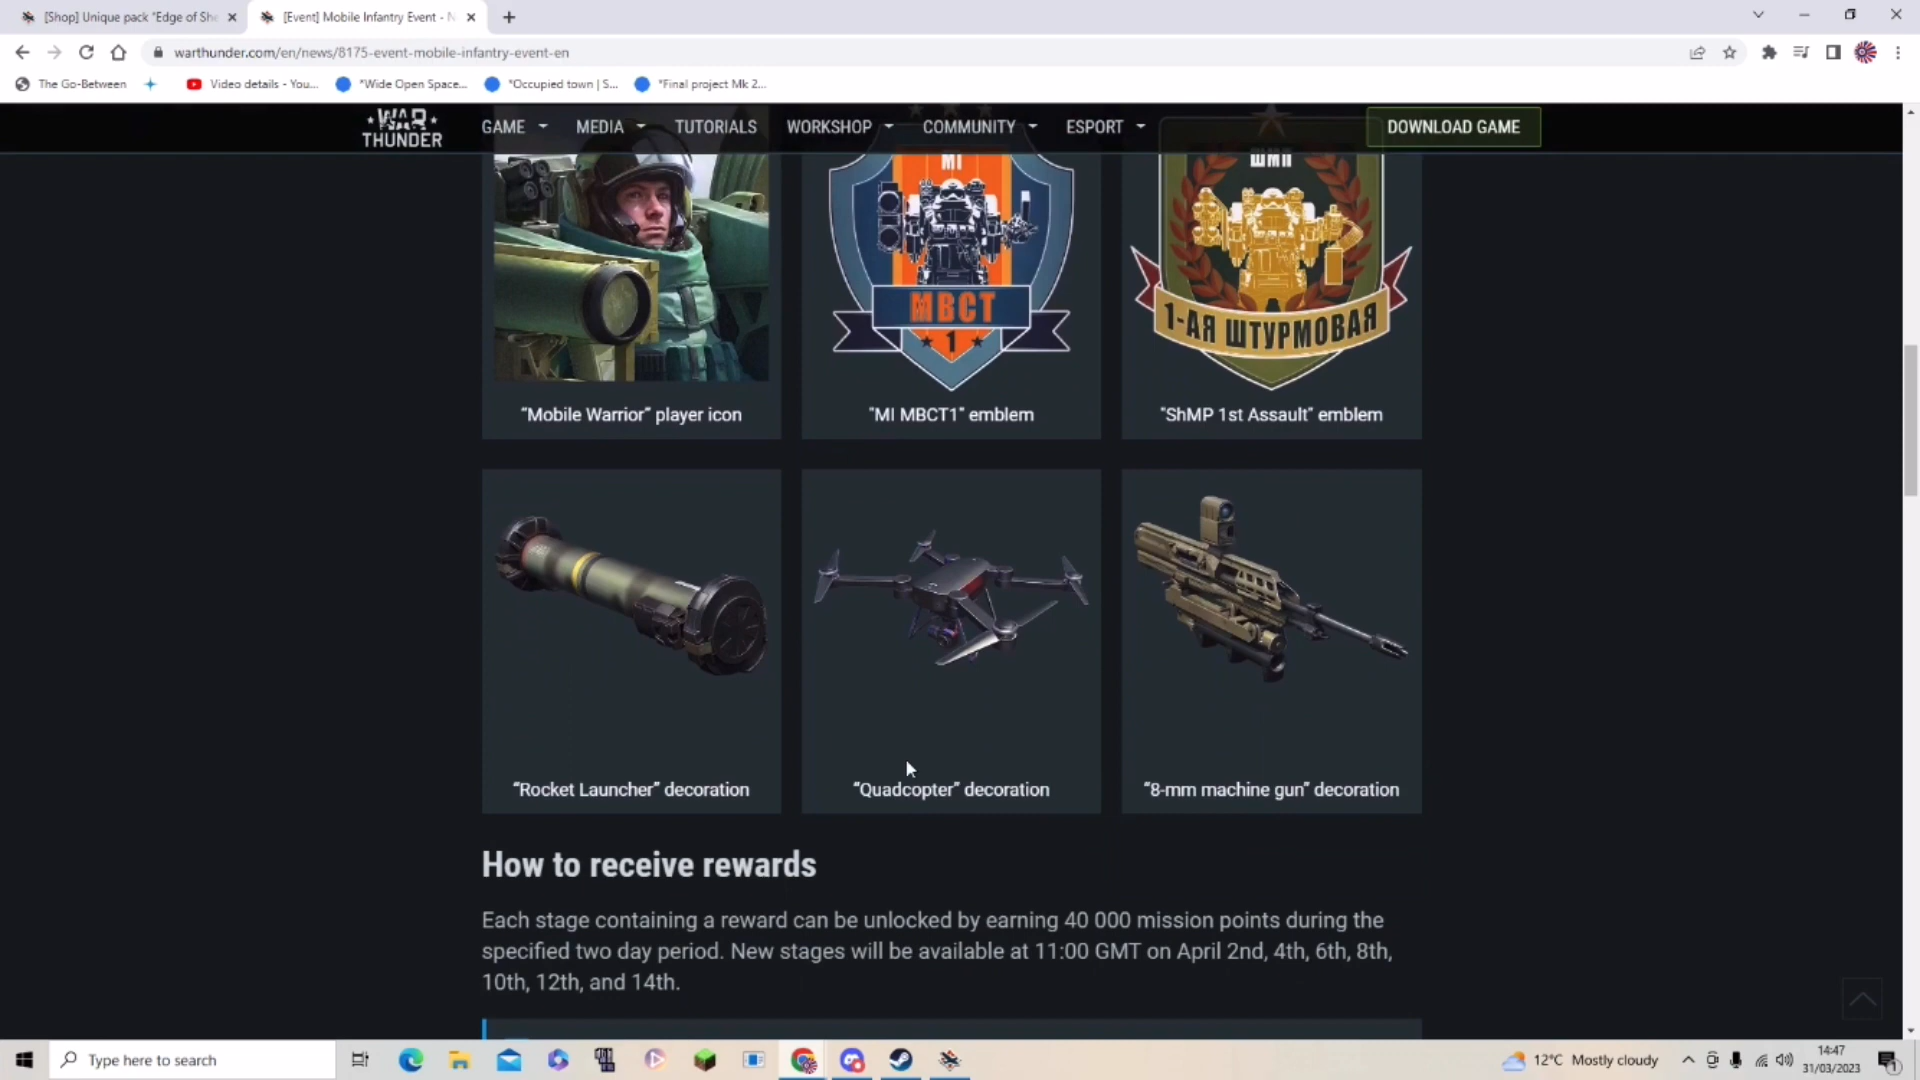 [Shop] Unique pack "Edge of Sh
[Event] Mobile Infantry Event - N
warthunder.com/en/news/8175-event-mobile-infantry-event-en
The Go-Between
Video details - You...
"Wide Open Space...
"Occupied town | S...
"Final project Mk 2...
WAR THUNDER
GAME
MEDIA
TUTORIALS
WORKSHOP
COMMUNITY
ESPORT
DOWNLOAD GAME
MI
МВСТ
1
ШМП
1-АЯ ШТУРМОВАЯ
“Mobile Warrior” player icon
"MI MBCT1" emblem
"ShMP 1st Assault" emblem
“Rocket Launcher” decoration
“Quadcopter” decoration
“8-mm machine gun” decoration
How to receive rewards
Each stage containing a reward can be unlocked by earning 40 000 mission points during the
specified two day period. New stages will be available at 11:00 GMT on April 2nd, 4th, 6th, 8th,
10th, 12th, and 14th.
Type here to search
12°C Mostly cloudy
14:47
31/03/2023
1